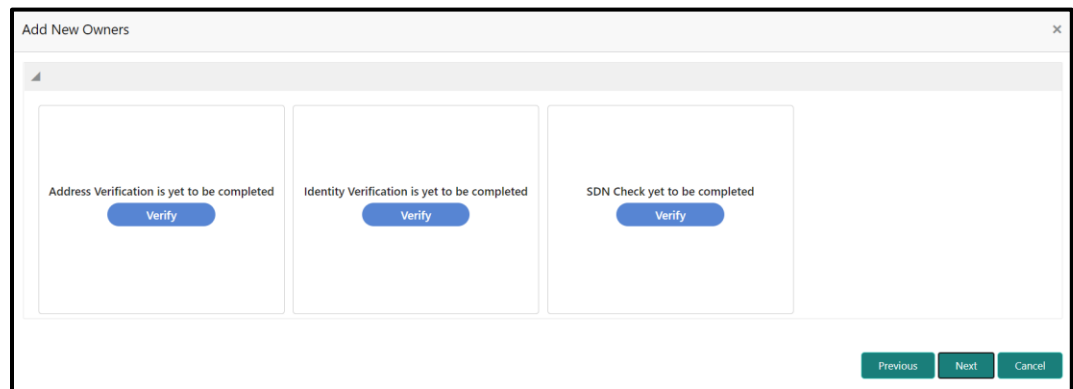 Add New Owners
×
Address Verification is yet to be completed
Verify
Identity Verification is yet to be completed
Verify
SDN Check yet to be completed
Verify
Previous
Next
Cancel